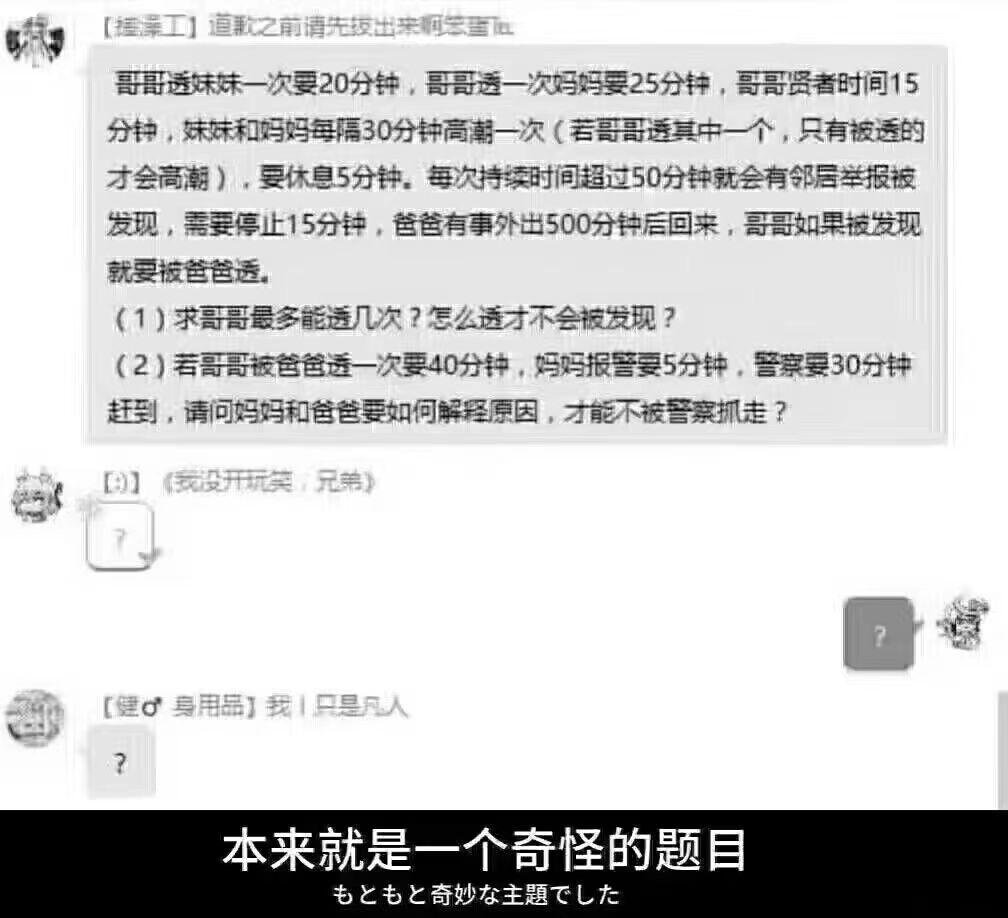 【搓澡工】道歉之前请先拔出来啊笨蛋
哥哥透妹妹一次要20分钟，哥哥透一次妈妈要25分钟，哥哥贤者时间15
分钟，妹妹和妈妈每隔30分钟高潮一次（若哥哥透其中一个，只有被透的
才会高潮），要休息5分钟。每次持续时间超过50分钟就会有邻居举报被
发现，需要停止15分钟，爸爸有事外出500分钟后回来，哥哥如果被发现
就要被爸爸透。
（1）求哥哥最多能透几次？怎么透才不会被发现？
（2）若哥哥被爸爸透一次要40分钟，妈妈报警要5分钟，警察要30分钟
赶到，请问妈妈和爸爸要如何解释原因，才能不被警察抓走？
【:)】《我没开玩笑，兄弟》
?
?
【健♂身用品】我丨只是凡人
?
本来就是一个奇怪的题目
もともと奇妙な主題でした